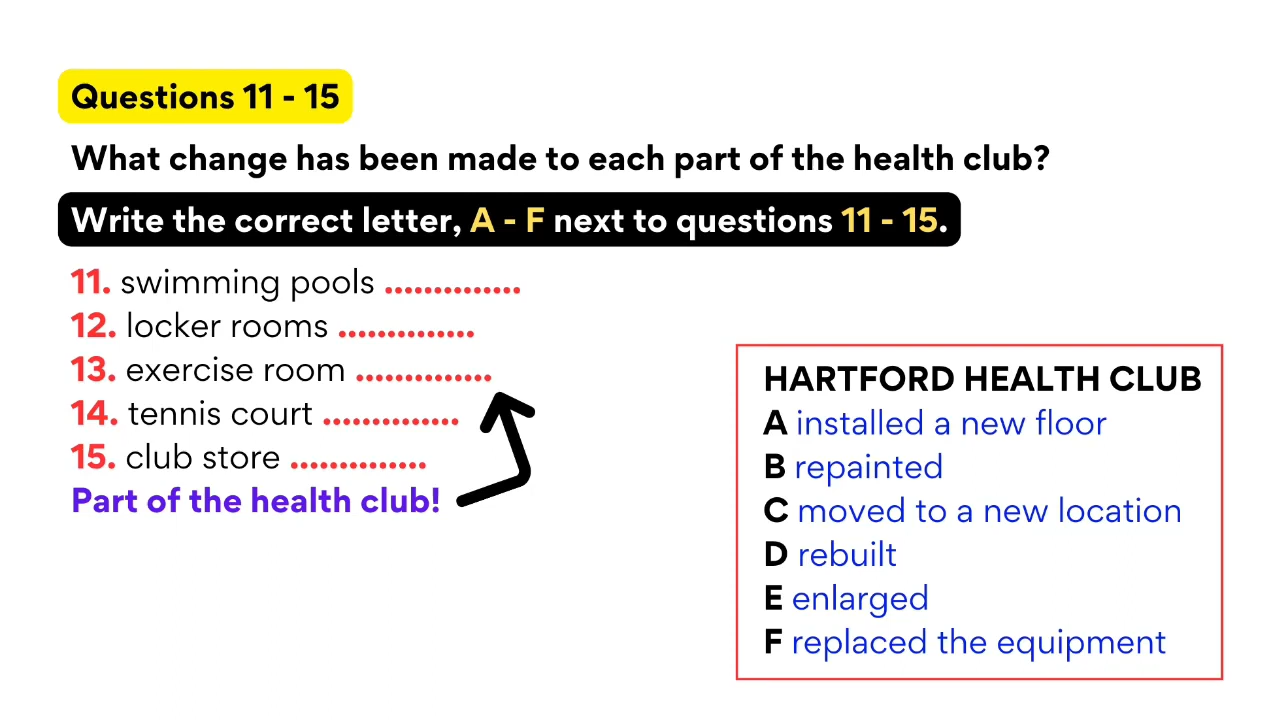 Questions 11 - 15
What change has been made to each part of the health club?
Write the correct letter, A - F next to questions 11 - 15.
11. swimming pools ..............
12. locker rooms ..............
13. exercise room ..............
14. tennis court ..............
15. club store ..............
Part of the health club!
HARTFORD HEALTH CLUB
A installed a new floor
B repainted
C moved to a new location
D rebuilt
E enlarged
F replaced the equipment